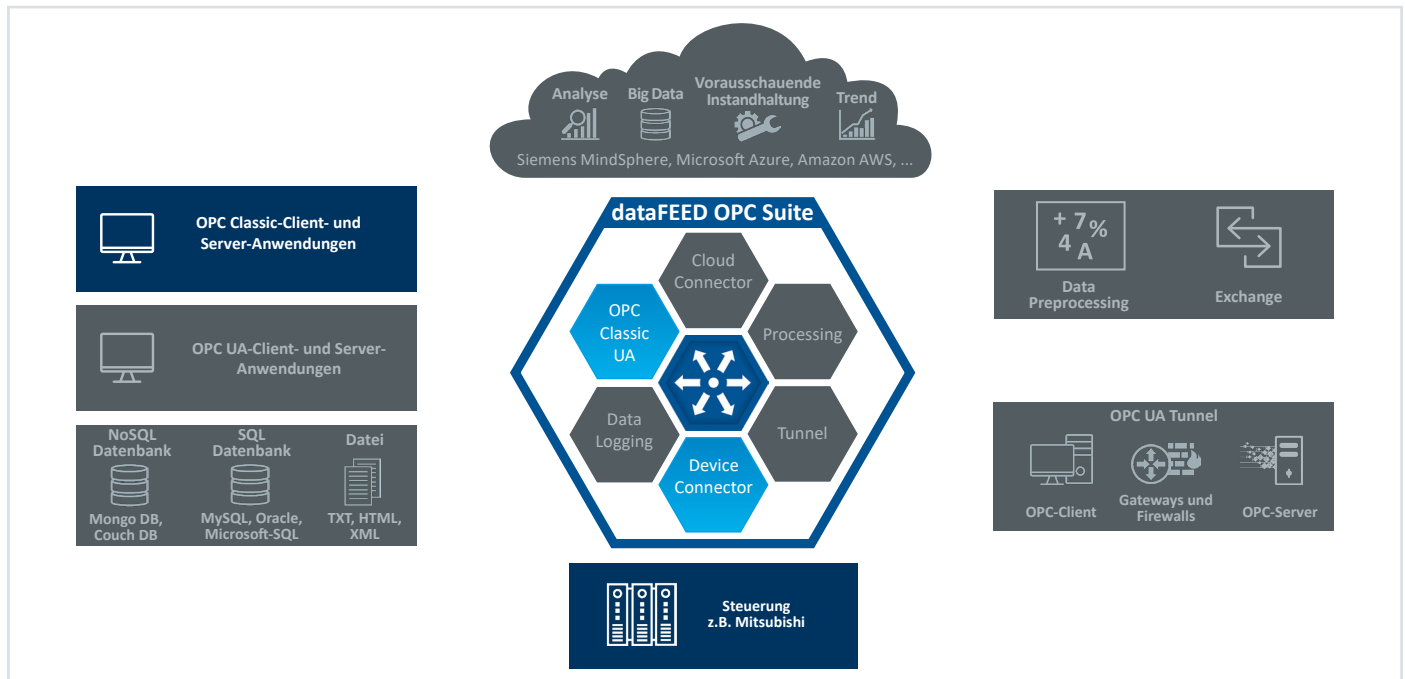 Analyse
Big Data
Vorausschauende
Instandhaltung
Trend
Siemens MindSphere, Microsoft Azure, Amazon AWS, ...
OPC Classic-Client- und
Server-Anwendungen
OPC UA-Client- und Server-
Anwendungen
NoSQL
Datenbank
Mongo DB,
Couch DB
SQL
Datenbank
MySQL, Oracle,
Microsoft-SQL
Datei
TXT, HTML,
XML
dataFEED OPC Suite
Cloud
Connector
OPC
Classic
UA
Processing
Data
Logging
Tunnel
Device
Connector
+ 7%
4 A
Data
Preprocessing
Exchange
OPC UA Tunnel
OPC-Client
Gateways und
Firewalls
OPC-Server
Steuerung
z.B. Mitsubishi